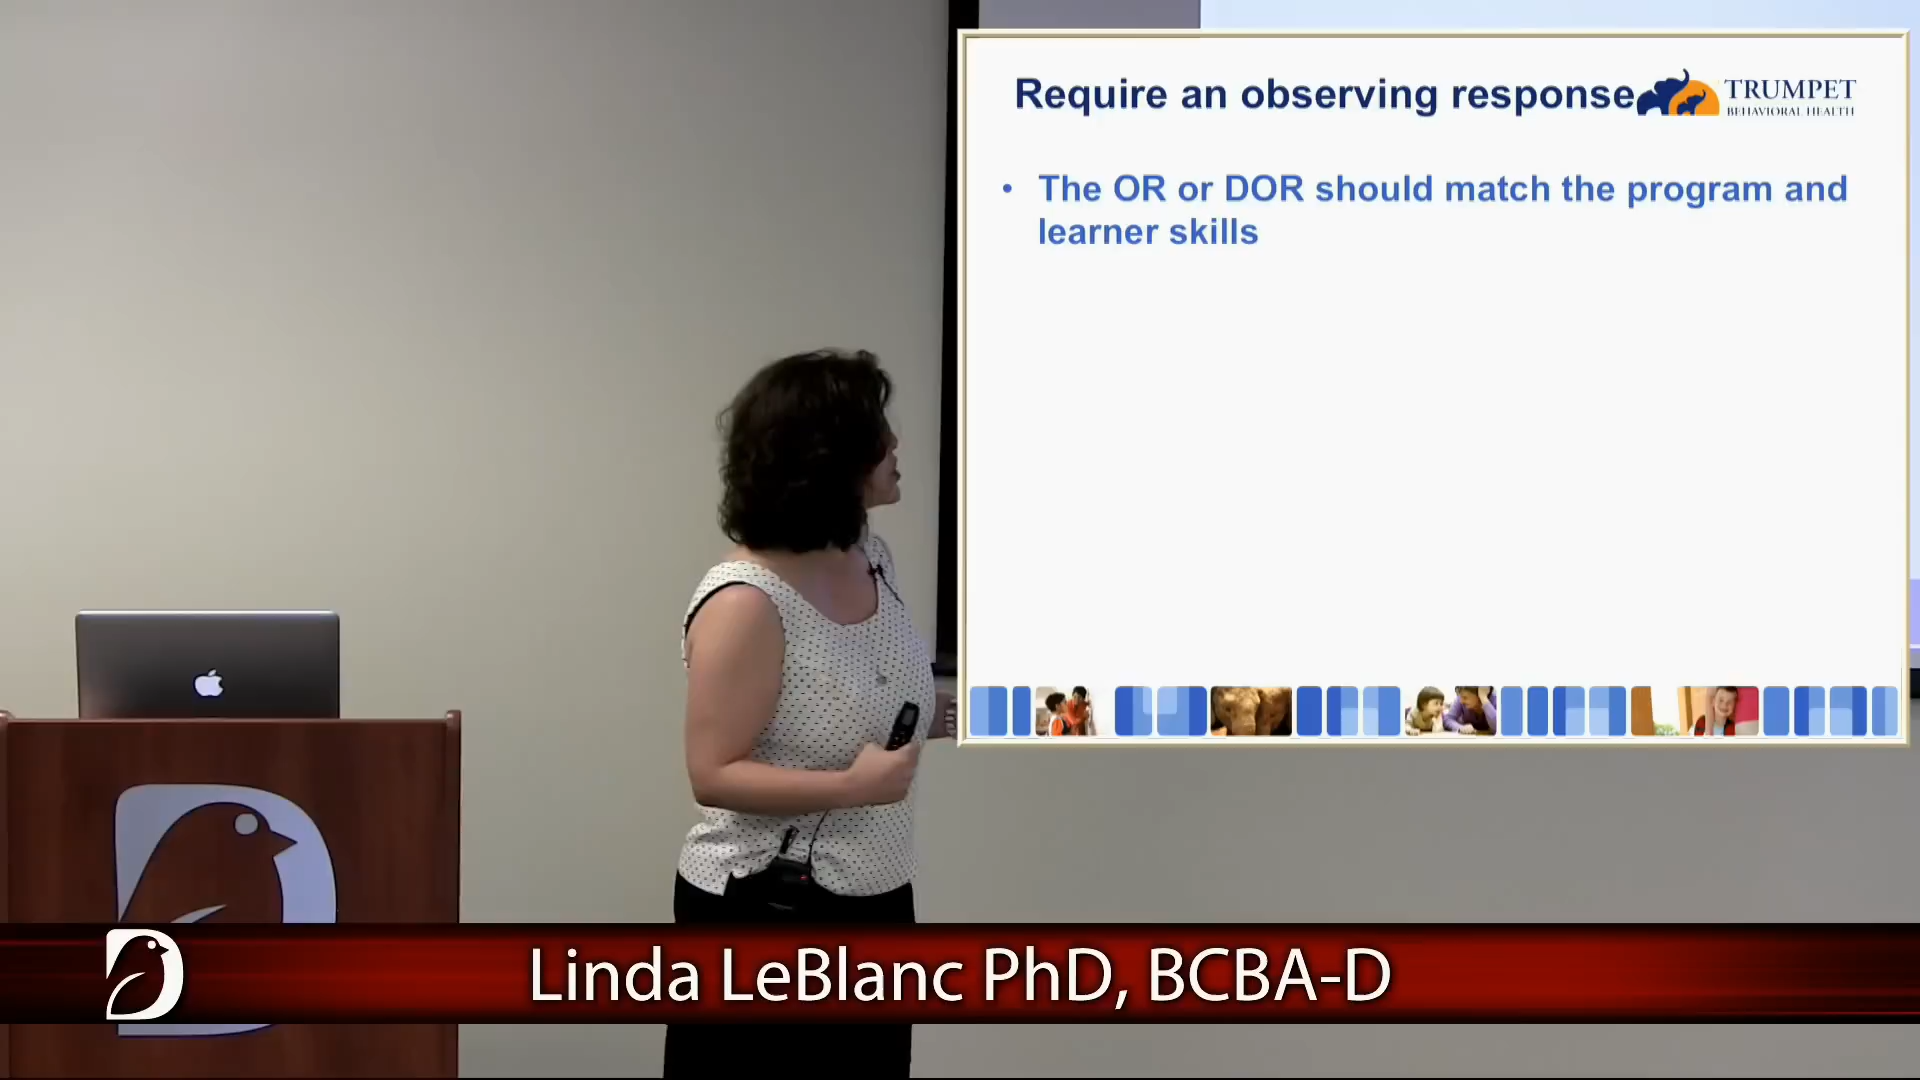 Require an observing response
TRUMPET
BEHAVIORAL HEALTH
• The OR or DOR should match the program and
learner skills
Linda LeBlanc PhD, BCBA-D